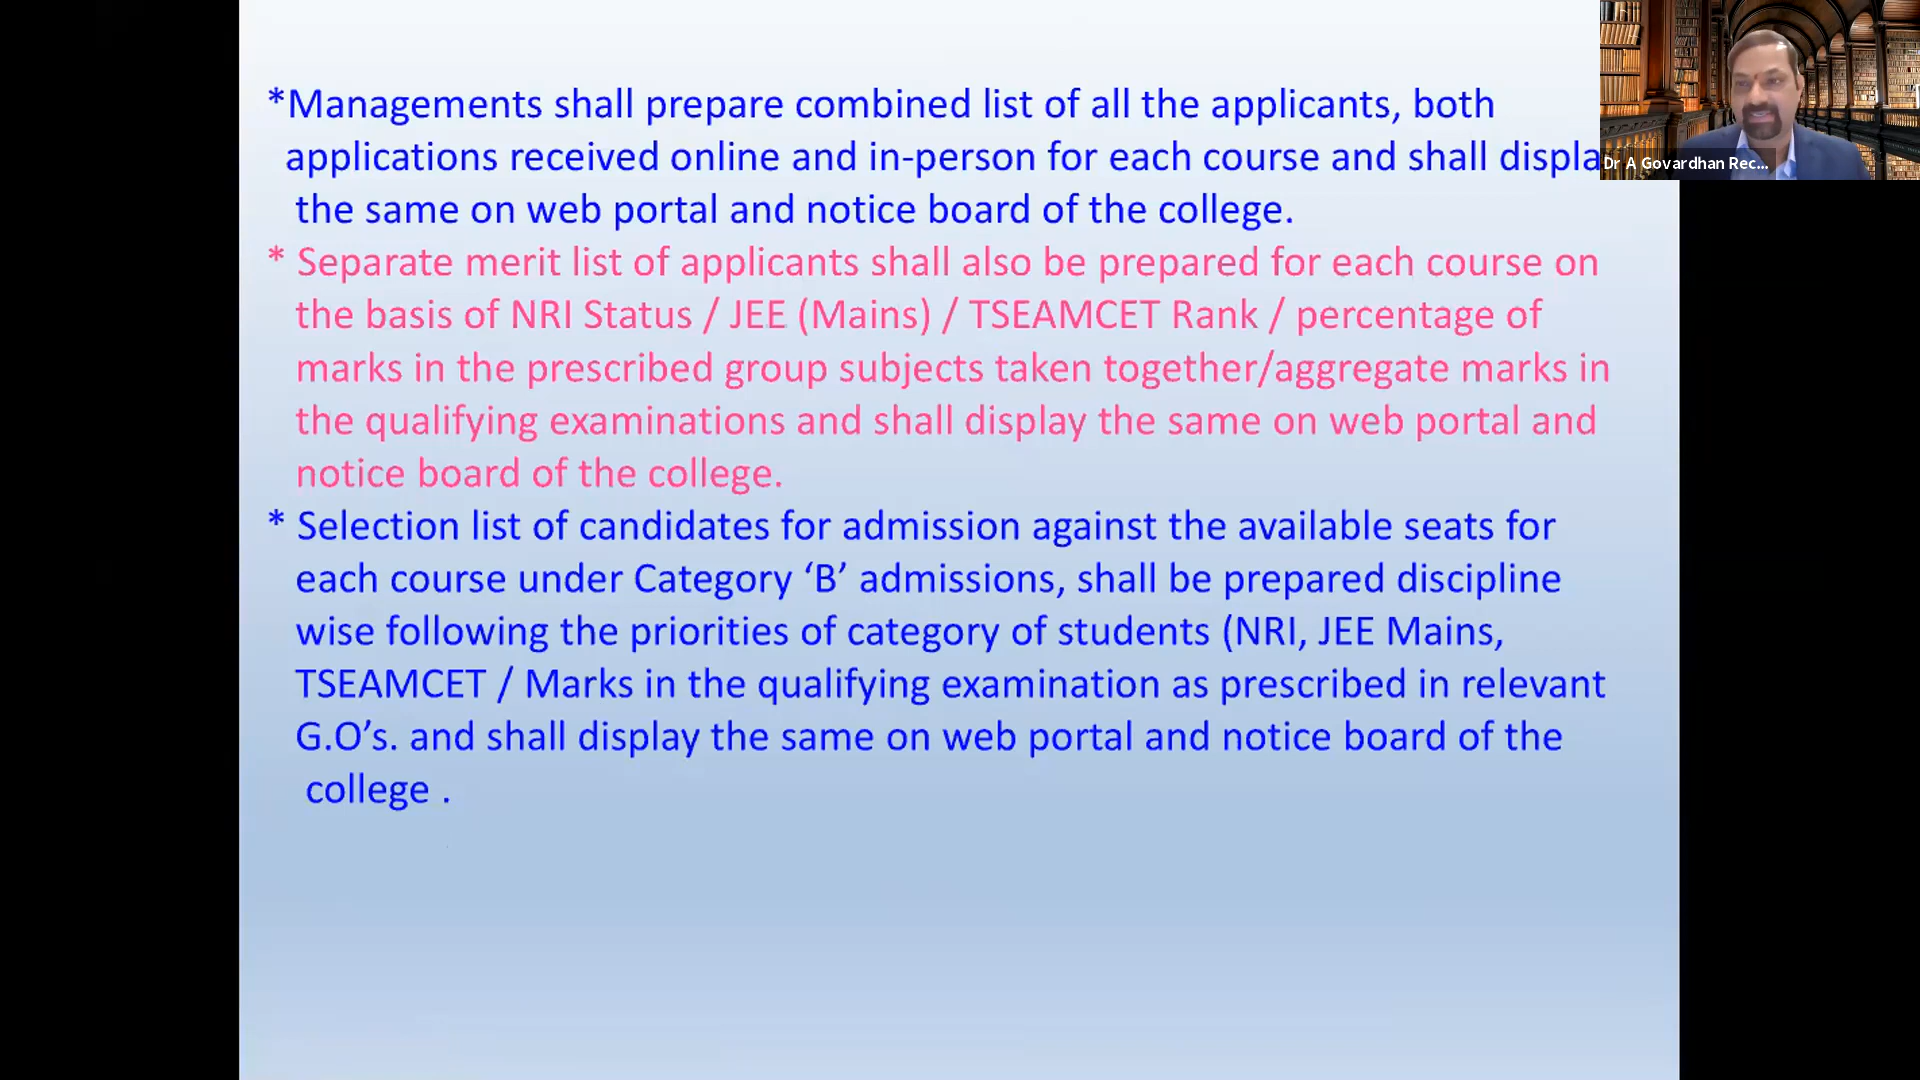 *Managements shall prepare combined list of all the applicants, both
applications received online and in-person for each course and shall displa
the same on web portal and notice board of the college.
* Separate merit list of applicants shall also be prepared for each course on
the basis of NRI Status / JEE (Mains) / TSEAMCET Rank / percentage of
marks in the prescribed group subjects taken together/aggregate marks in
the qualifying examinations and shall display the same on web portal and
notice board of the college.
* Selection list of candidates for admission against the available seats for
each course under Category ‘B’ admissions, shall be prepared discipline
wise following the priorities of category of students (NRI, JEE Mains,
TSEAMCET / Marks in the qualifying examination as prescribed in relevant
G.O’s. and shall display the same on web portal and notice board of the
college .
Dr A Govardhan Rec...